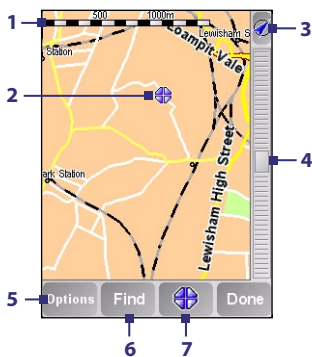 500 1000m
1
Lewisham S
3
Station
Loampit Vale
2
4
ark Station
Lewisham High Street
5
Options Find Done
6 7